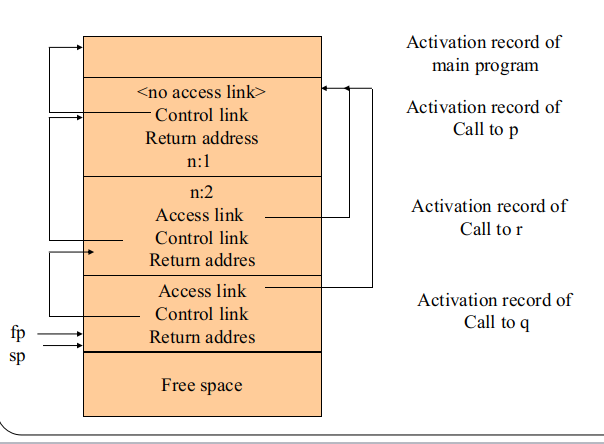 Activation record of
main program
<no access link>
Control link
Return address
n:1
Activation record of
Call to p
n:2
Access link
Control link
Return addres
Activation record of
Call to r
Access link
Control link
Return addres
Activation record of
Call to q
fp
sp
Free space